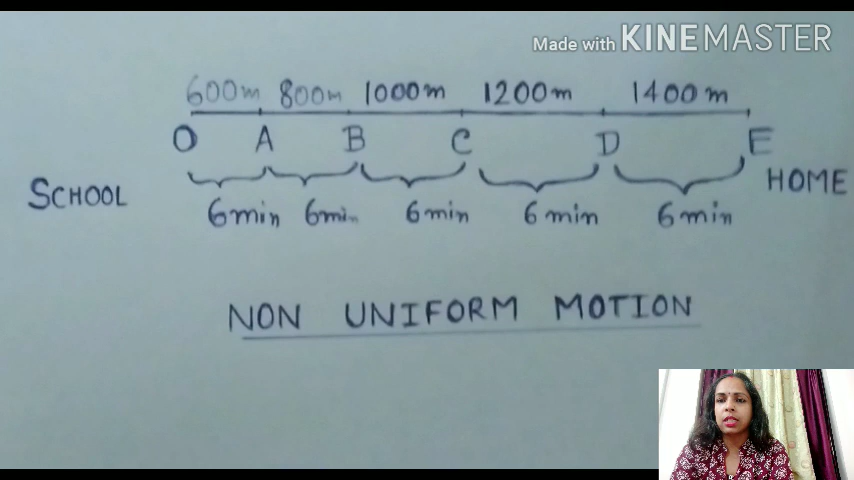 Made with KINEMASTER
600m 800m 1000m 1200m 1400m
O A B C D E
SCHOOL HOME
6min 6min 6min 6min 6min
NON UNIFORM MOTION